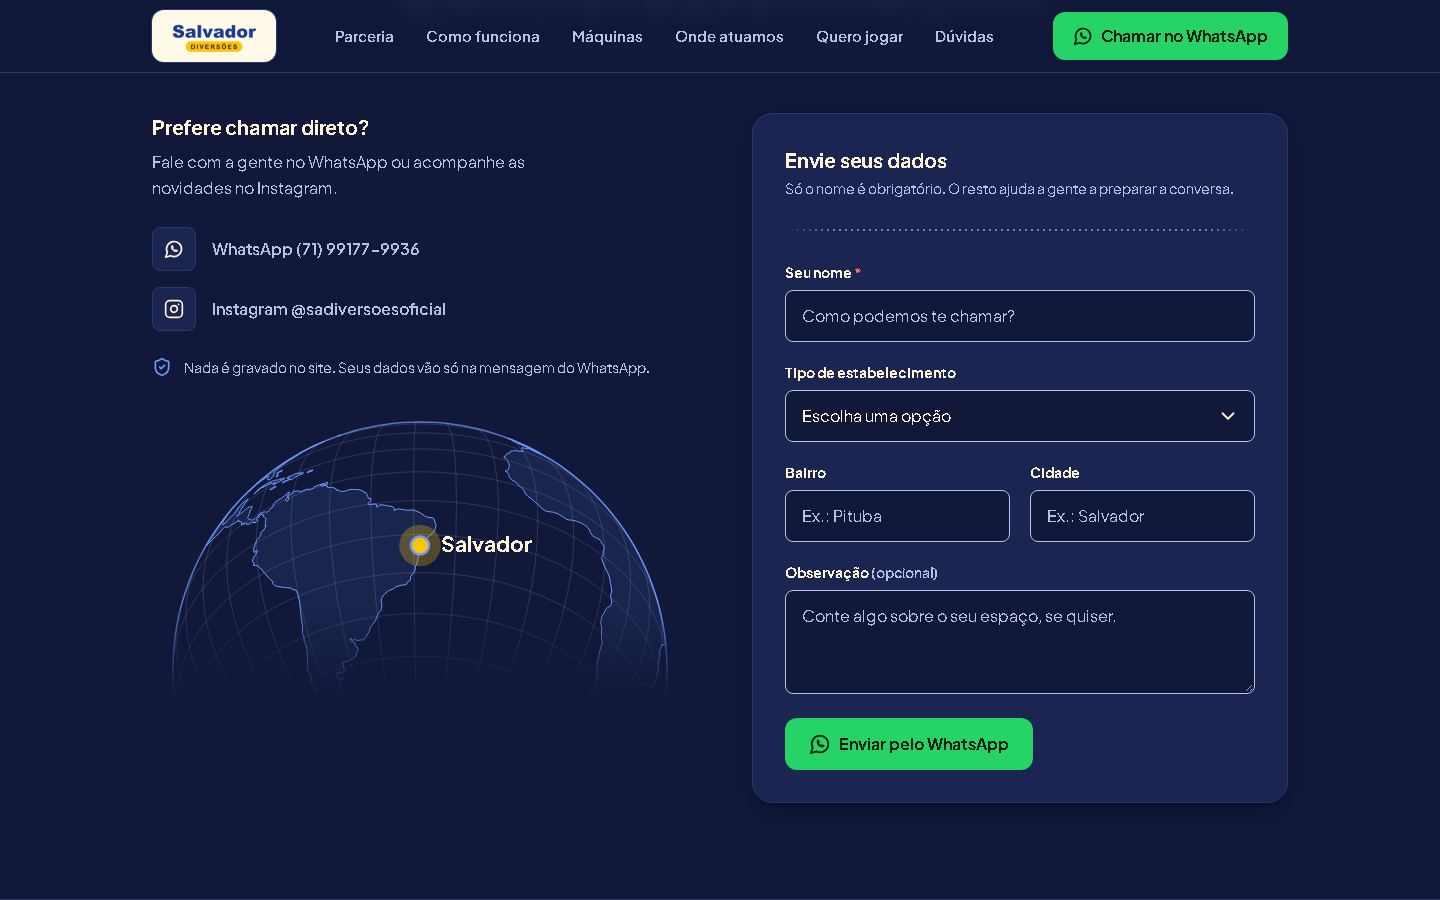 Salvador
DIVERSÕES
Parceria
Como funciona
Máquinas
Onde atuamos
Quero jogar
Dúvidas
Chamar no WhatsApp
Prefere chamar direto?
Fale com a gente no WhatsApp ou acompanhe as
novidades no Instagram.
WhatsApp (71) 99177-9936
Instagram @sadiversoesoficial
Nada é gravado no site. Seus dados vão só na mensagem do WhatsApp.
Salvador
Envie seus dados
Só o nome é obrigatório. O resto ajuda a gente a preparar a conversa.
Seu nome *
Como podemos te chamar?
Tipo de estabelecimento
Escolha uma opção
Bairro
Cidade
Ex.: Pituba
Ex.: Salvador
Observação (opcional)
Conte algo sobre o seu espaço, se quiser.
Enviar pelo WhatsApp